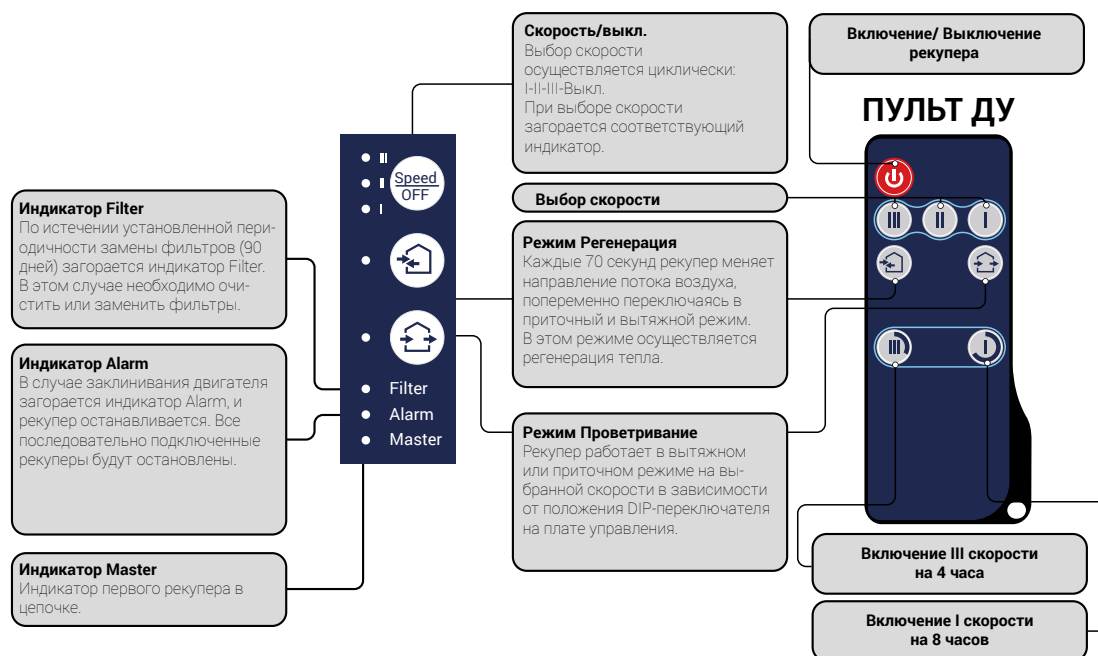 Скорость/выкл.
Выбор скорости
осуществляется циклически:
I-II-III-Выкл.
При выборе скорости
загорается соответствующий
индикатор.
Включение/ Выключение
рекупера
ПУЛЬТ ДУ
III
II
I
Speed
OFF
Выбор скорости
III
II
I
Индикатор Filter
По истечении установленной пери-
одичности замены фильтров (90
дней) загорается индикатор Filter.
В этом случае необходимо очи-
стить или заменить фильтры.
Режим Регенерация
Каждые 70 секунд рекупер меняет
направление потока воздуха,
попеременно переключаясь в
приточный и вытяжной режим.
В этом режиме осуществляется
регенерация тепла.
III
I
Индикатор Alarm
В случае заклинивания двигателя
загорается индикатор Alarm, и
рекупер останавливается. Все
последовательно подключенные
рекуперы будут остановлены.
Filter
Alarm
Master
Режим Проветривание
Рекупер работает в вытяжном
или приточном режиме на вы-
бранной скорости в зависимости
от положения DIP-переключателя
на плате управления.
Индикатор Master
Индикатор первого рекупера в
цепочке.
Включение III скорости
на 4 часа
Включение I скорости
на 8 часов